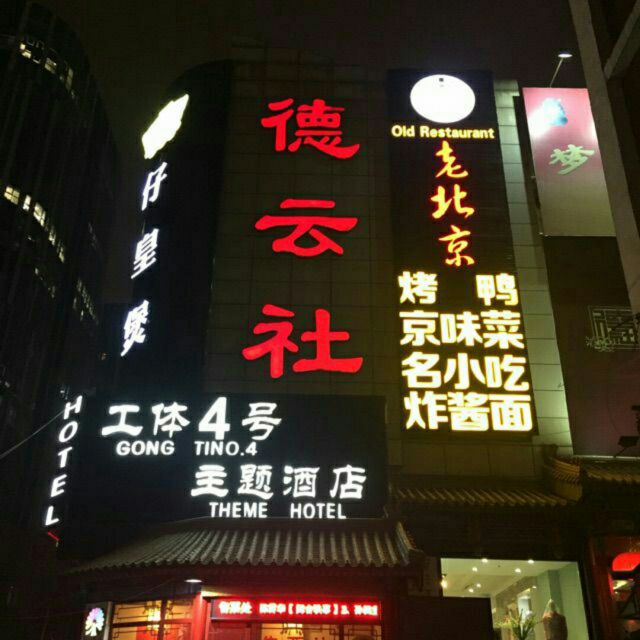 仔皇煲
德云社
Old Restaurant
老北京
烤鸭
京味菜
名小吃
炸酱面
梦
工体4号
GONG TINO.4
主题酒店
THEME HOTEL
HOTEL